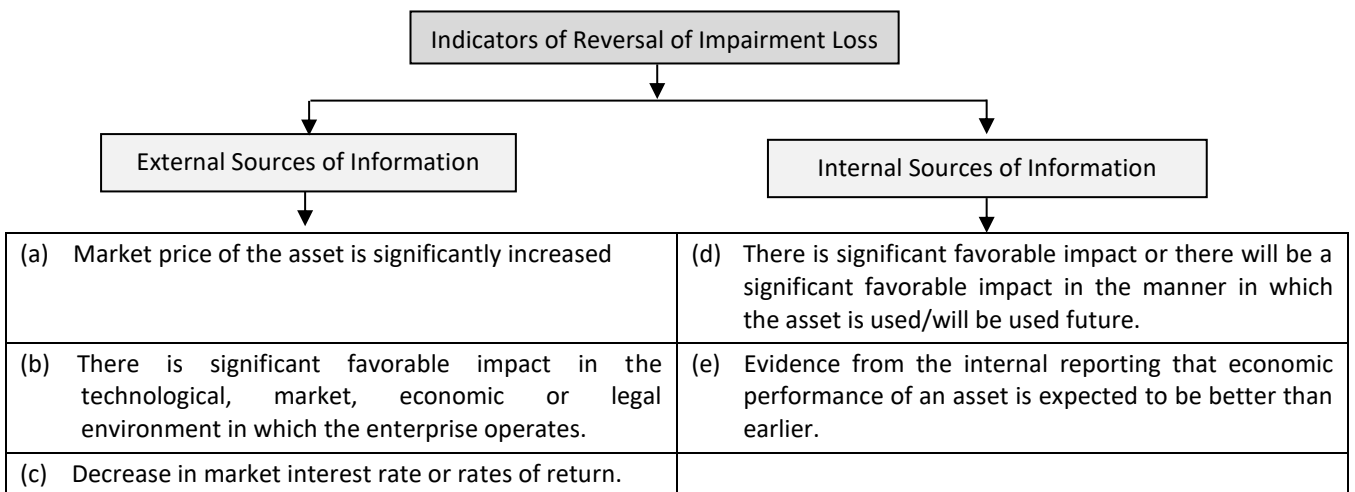 Indicators of Reversal of Impairment Loss
External Sources of Information
Internal Sources of Information
(a) Market price of the asset is significantly increased
(d) There is significant favorable impact or there will be a
significant favorable impact in the manner in which
the asset is used/will be used future.
(b) There is significant favorable impact in the
technological, market, economic or legal
environment in which the enterprise operates.
(e) Evidence from the internal reporting that economic
performance of an asset is expected to be better than
earlier.
(c) Decrease in market interest rate or rates of return.